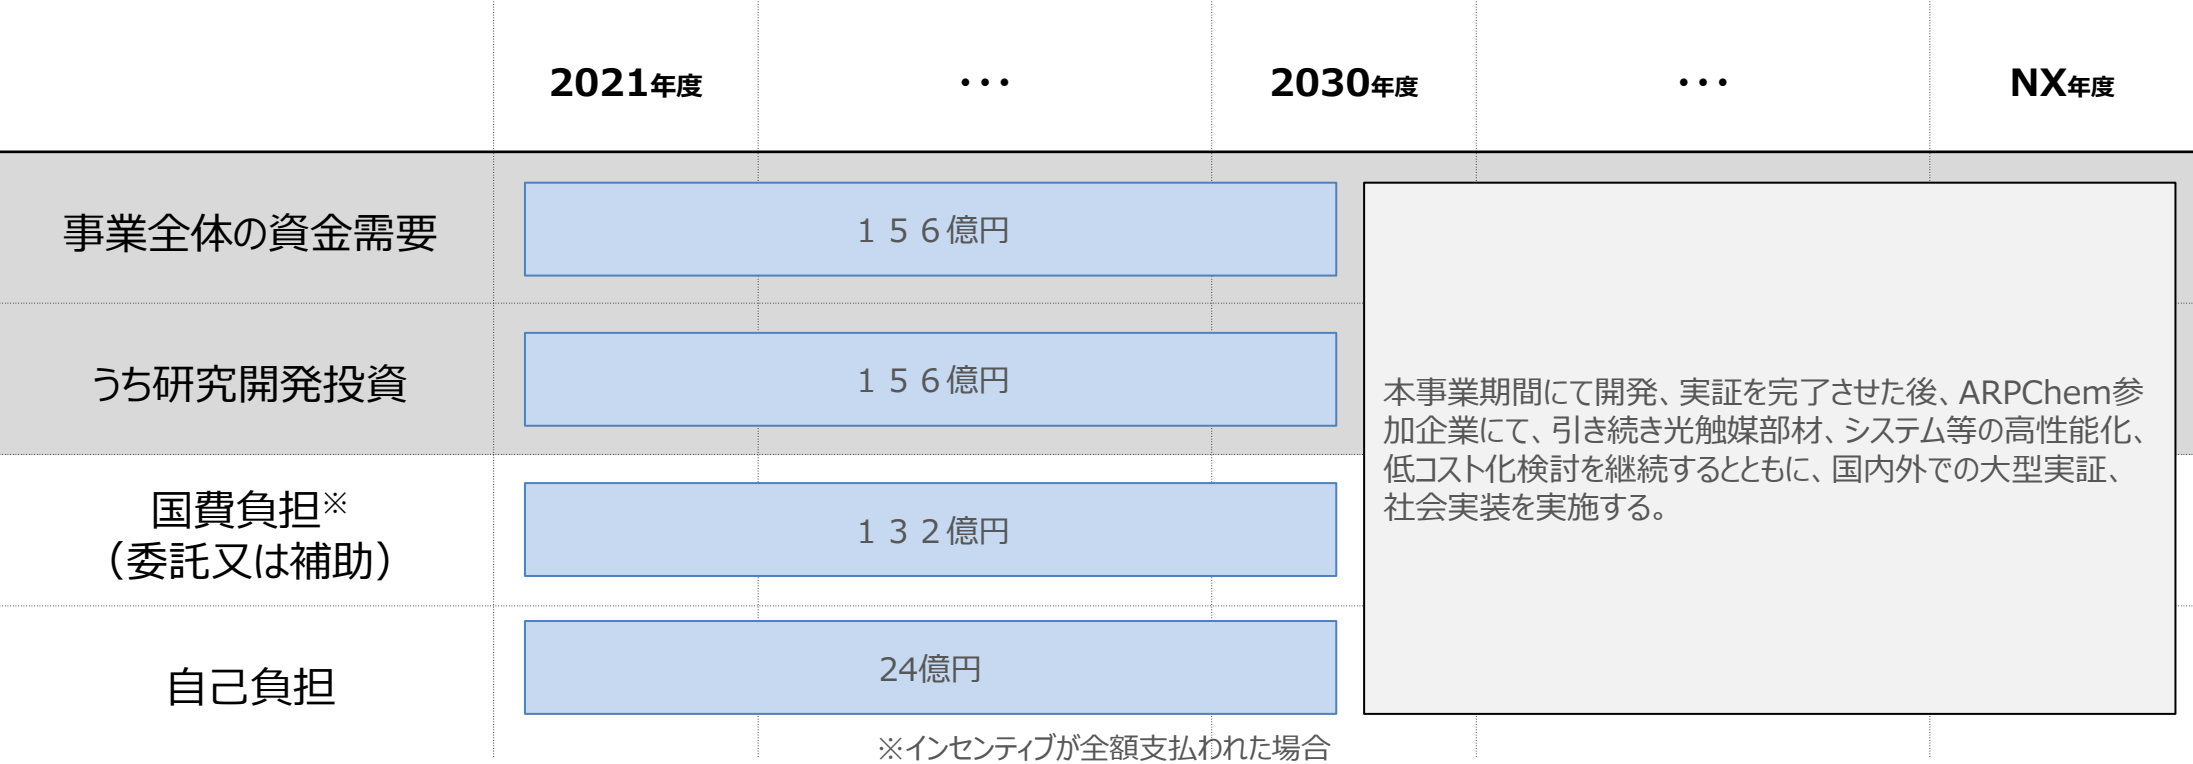 2021年度 ・・・ 2030年度 ・・・ NX年度
事業全体の資金需要
１５６億円
うち研究開発投資
１５６億円
国費負担※
（委託又は補助）
１３２億円
自己負担
24億円
本事業期間にて開発、実証を完了させた後、ARPChem参
加企業にて、引き続き光触媒部材、システム等の高性能化、
低コスト化検討を継続するとともに、国内外での大型実証、
社会実装を実施する。
※インセンティブが全額支払われた場合